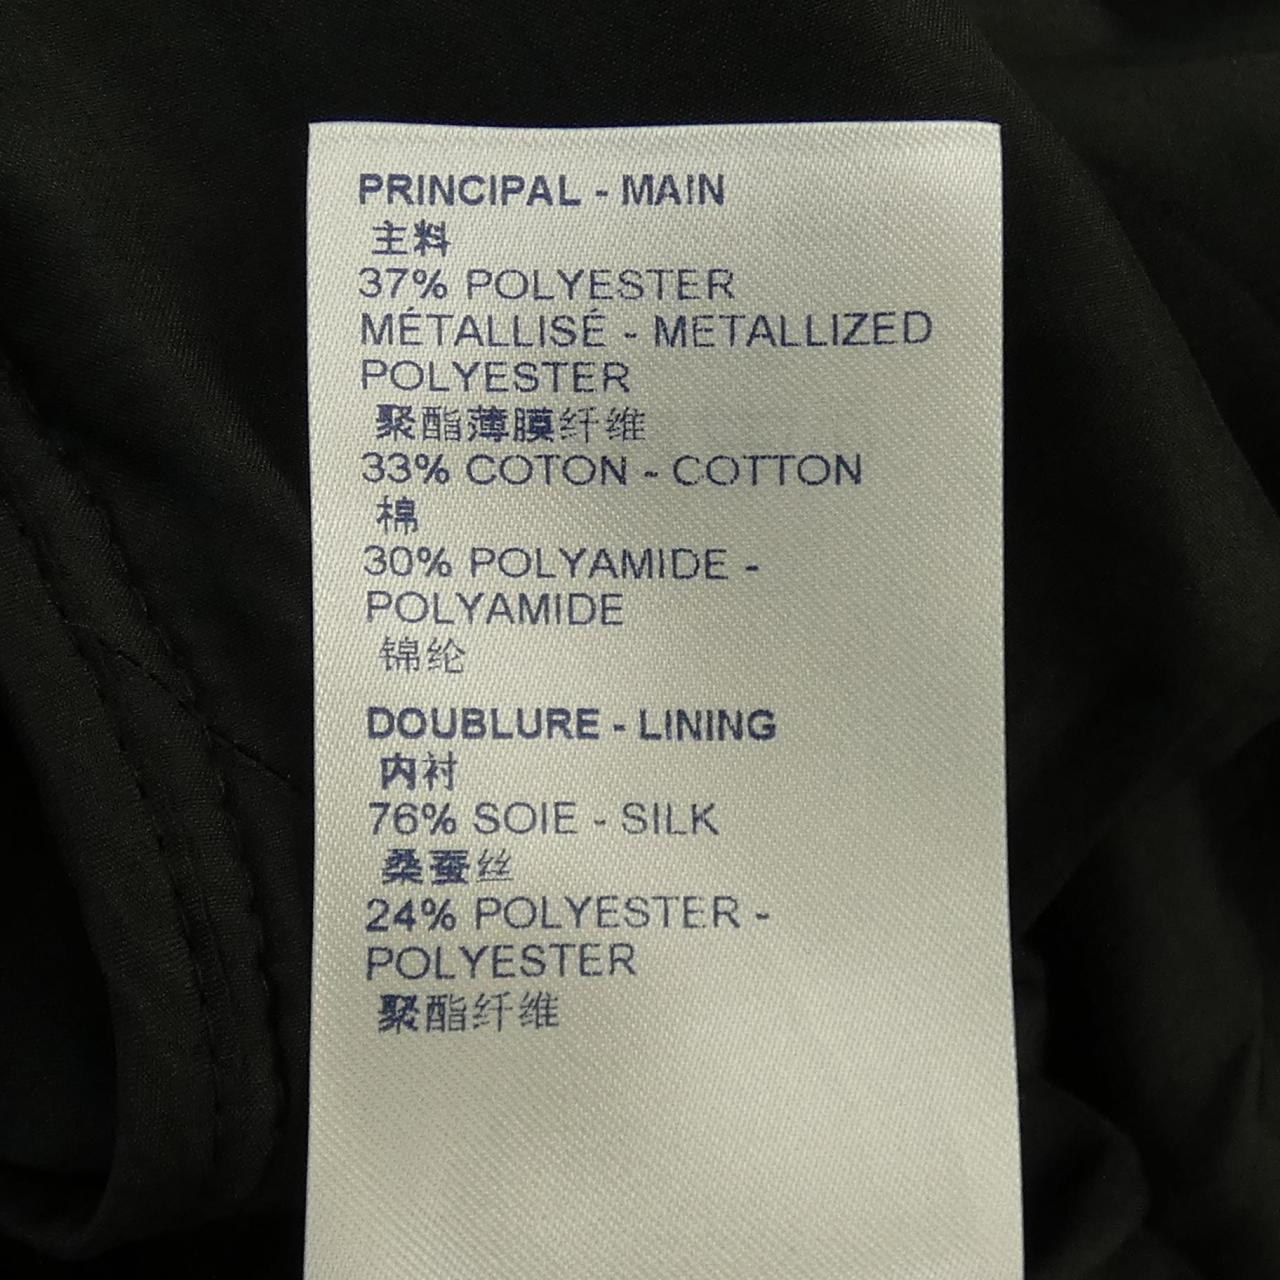 PRINCIPAL - MAIN
主料
37% POLYESTER
MÉTALLISÉ - METALLIZED
POLYESTER
聚酯薄膜纤维
33% COTON - COTTON
棉
30% POLYAMIDE -
POLYAMIDE
锦纶
DOUBLURE - LINING
内衬
76% SOIE - SILK
桑蚕丝
24% POLYESTER -
POLYESTER
聚酯纤维